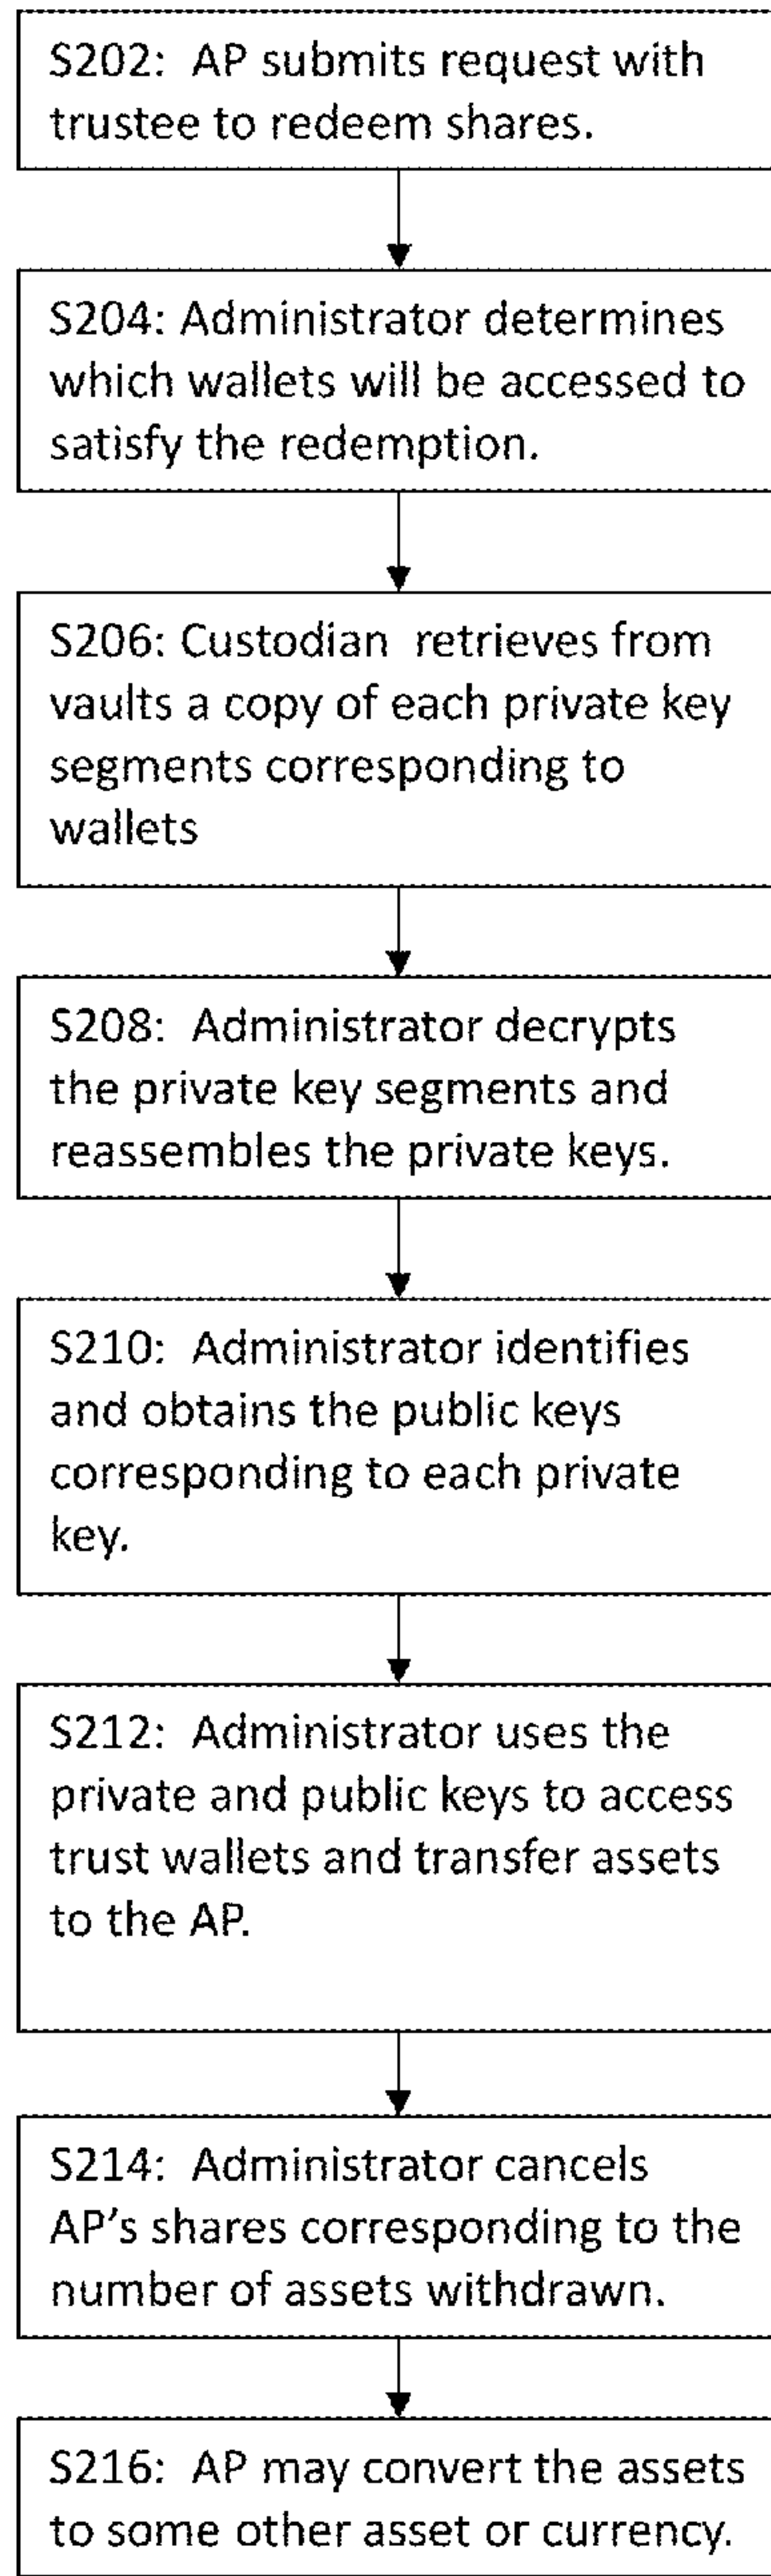 S202:  AP submits request with
trustee to redeem shares.
S204: Administrator determines
which wallets will be accessed to
satisfy the redemption.
S206: Custodian  retrieves from
vaults a copy of each private key
segments corresponding to
wallets
S208:  Administrator decrypts
the private key segments and
reassembles the private keys.
S210:  Administrator identifies
and obtains the public keys
corresponding to each private
key.
S212:  Administrator uses the
private and public keys to access
trust wallets and transfer assets
to the AP.
S214:  Administrator cancels
AP's shares corresponding to the
number of assets withdrawn.
S216:  AP may convert the assets
to some other asset or currency.